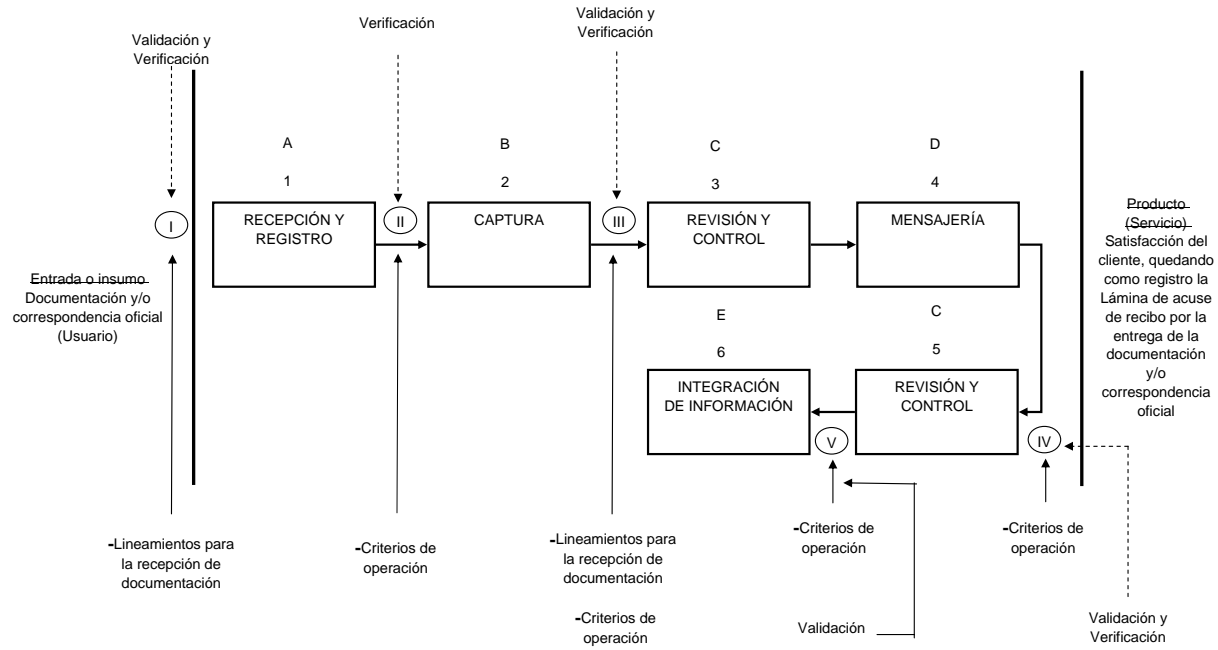 Validación y
Verificación
Verificación
Validación y
Verificación
A
1
B
2
C
3
D
4
I
RECEPCIÓN Y
REGISTRO
II
CAPTURA
III
REVISIÓN Y
CONTROL
MENSAJERÍA
Entrada o insumo
Documentación y/o
correspondencia oficial
(Usuario)
Producto
(Servicio)
Satisfacción del
cliente, quedando
como registro la
Lámina de acuse
de recibo por la
entrega de la
documentación
y/o
correspondencia
oficial
E
6
C
5
INTEGRACIÓN
DE INFORMACIÓN
V
REVISIÓN Y
CONTROL
IV
-Lineamientos para
la recepción de
documentación
-Criterios de
operación
-Lineamientos para
la recepción de
documentación
-Criterios de
operación
-Criterios de
operación
-Criterios de
operación
Validación
Validación y
Verificación